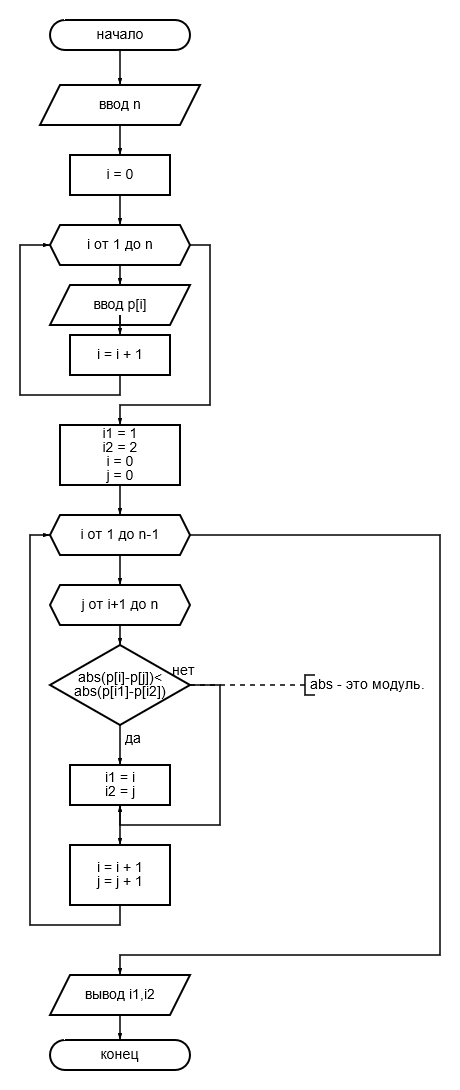 начало
ввод n
i = 0
i от 1 до n
ввод p[i]
i = i + 1
i1 = 1
i2 = 2
i = 0
j = 0
i от 1 до n-1
j от i+1 до n
abs(p[i]-p[j])<
abs(p[i1]-p[i2])
нет
abs - это модуль.
да
i1 = i
i2 = j
i = i + 1
j = j + 1
вывод i1,i2
конец